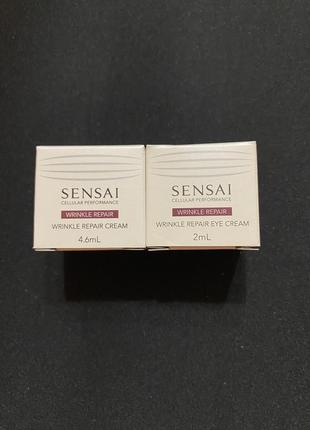 SENSAI
CELLULAR PERFORMANCE
WRINKLE REPAIR
WRINKLE REPAIR CREAM
4.6mL
SENSAI
CELLULAR PERFORMANCE
WRINKLE REPAIR
WRINKLE REPAIR EYE CREAM
2mL